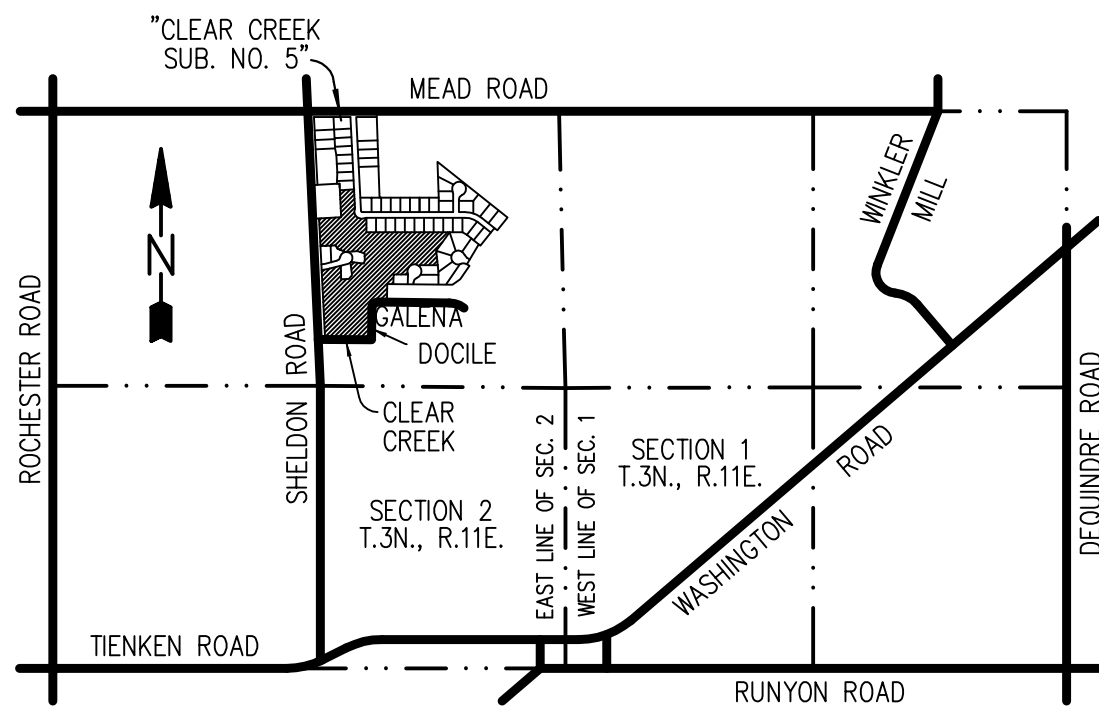 "CLEAR CREEK
SUB. NO. 5"
MEAD ROAD
WINKLER
MILL
N
ROCHESTER ROAD
SHELDON ROAD
GALENA
DOCILE
CLEAR
CREEK
SECTION 2
T.3N., R.11E.
EAST LINE OF SEC. 2
WEST LINE OF SEC. 1
SECTION 1
T.3N., R.11E.
WASHINGTON ROAD
DEQUINDRE ROAD
TIENKEN ROAD
RUNYON ROAD